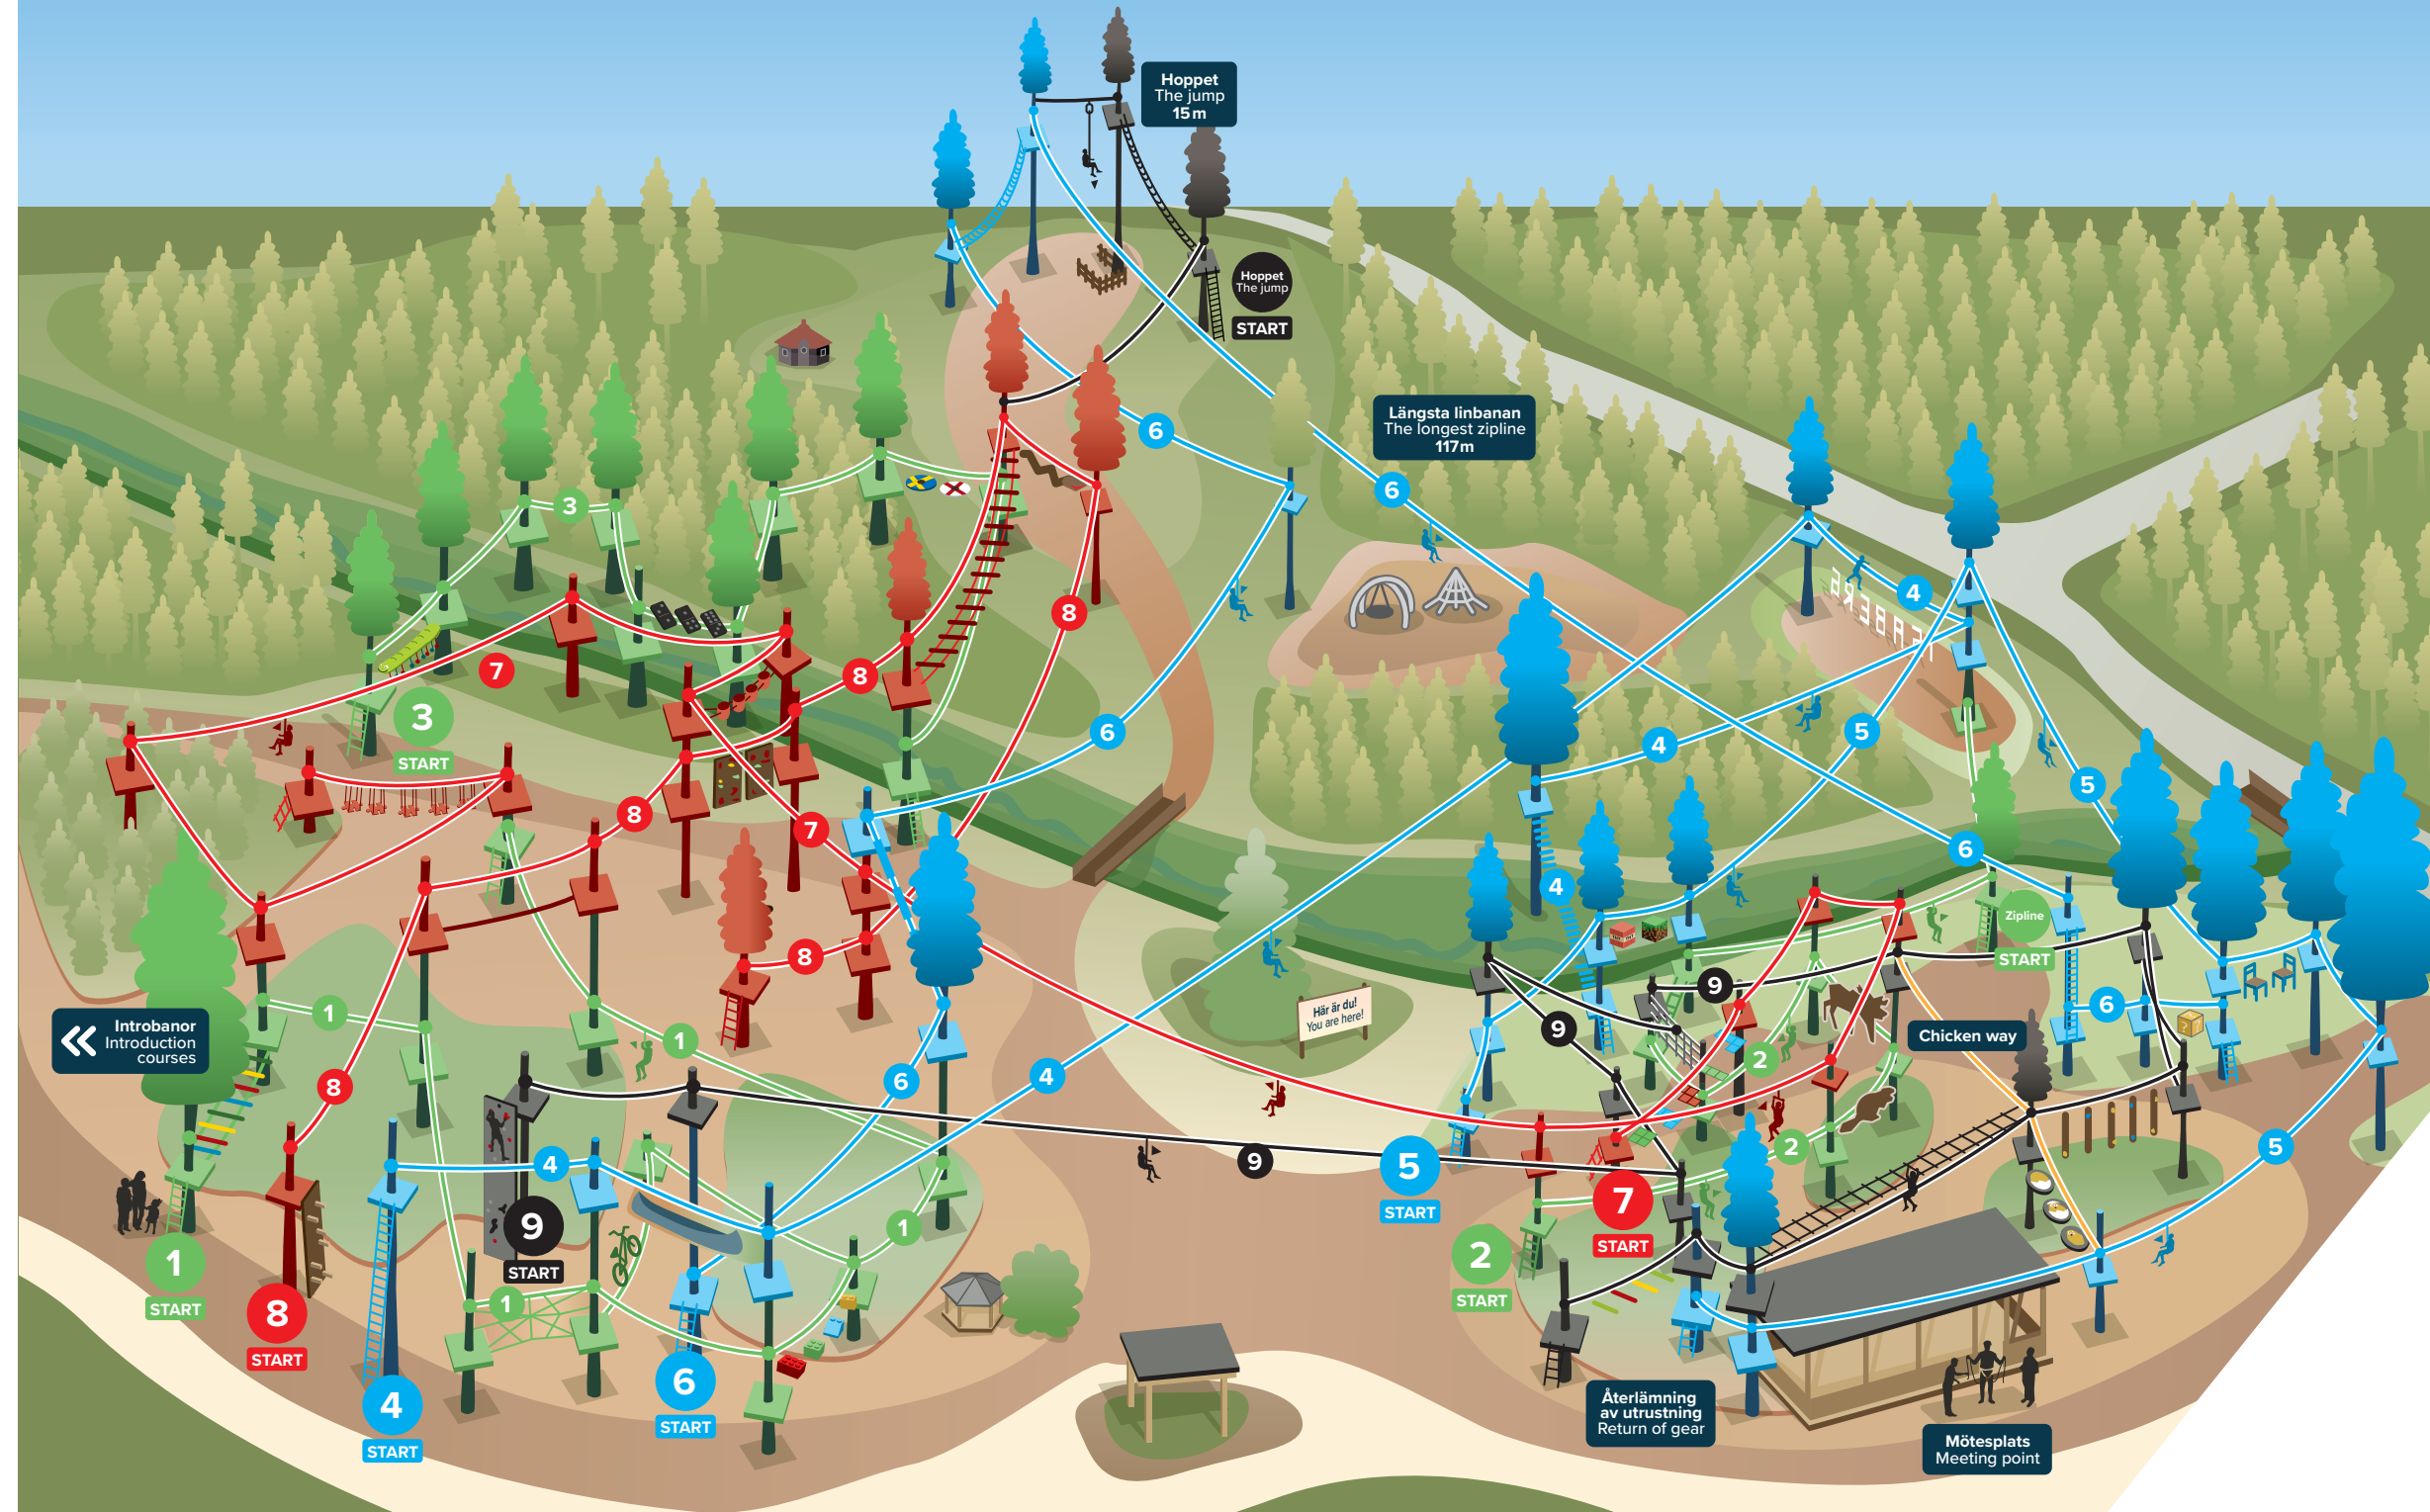 Hoppet
The jump
15 m
Hoppet
The jump
START
Längsta linbanan
The longest zipline
117 m
6
6
3
4
FABERS
8
7
8
3
START
6
4
5
5
8
7
6
4
Zipline
START
8
9
6
1
Här är du!
You are here!
9
Chicken way
Introbanor
Introduction
courses
1
2
8
6
4
2
5
4
9
5
START
7
START
9
START
1
2
START
1
START
1
8
START
6
START
4
START
Återlämning
av utrustning
Return of gear
Mötesplats
Meeting point